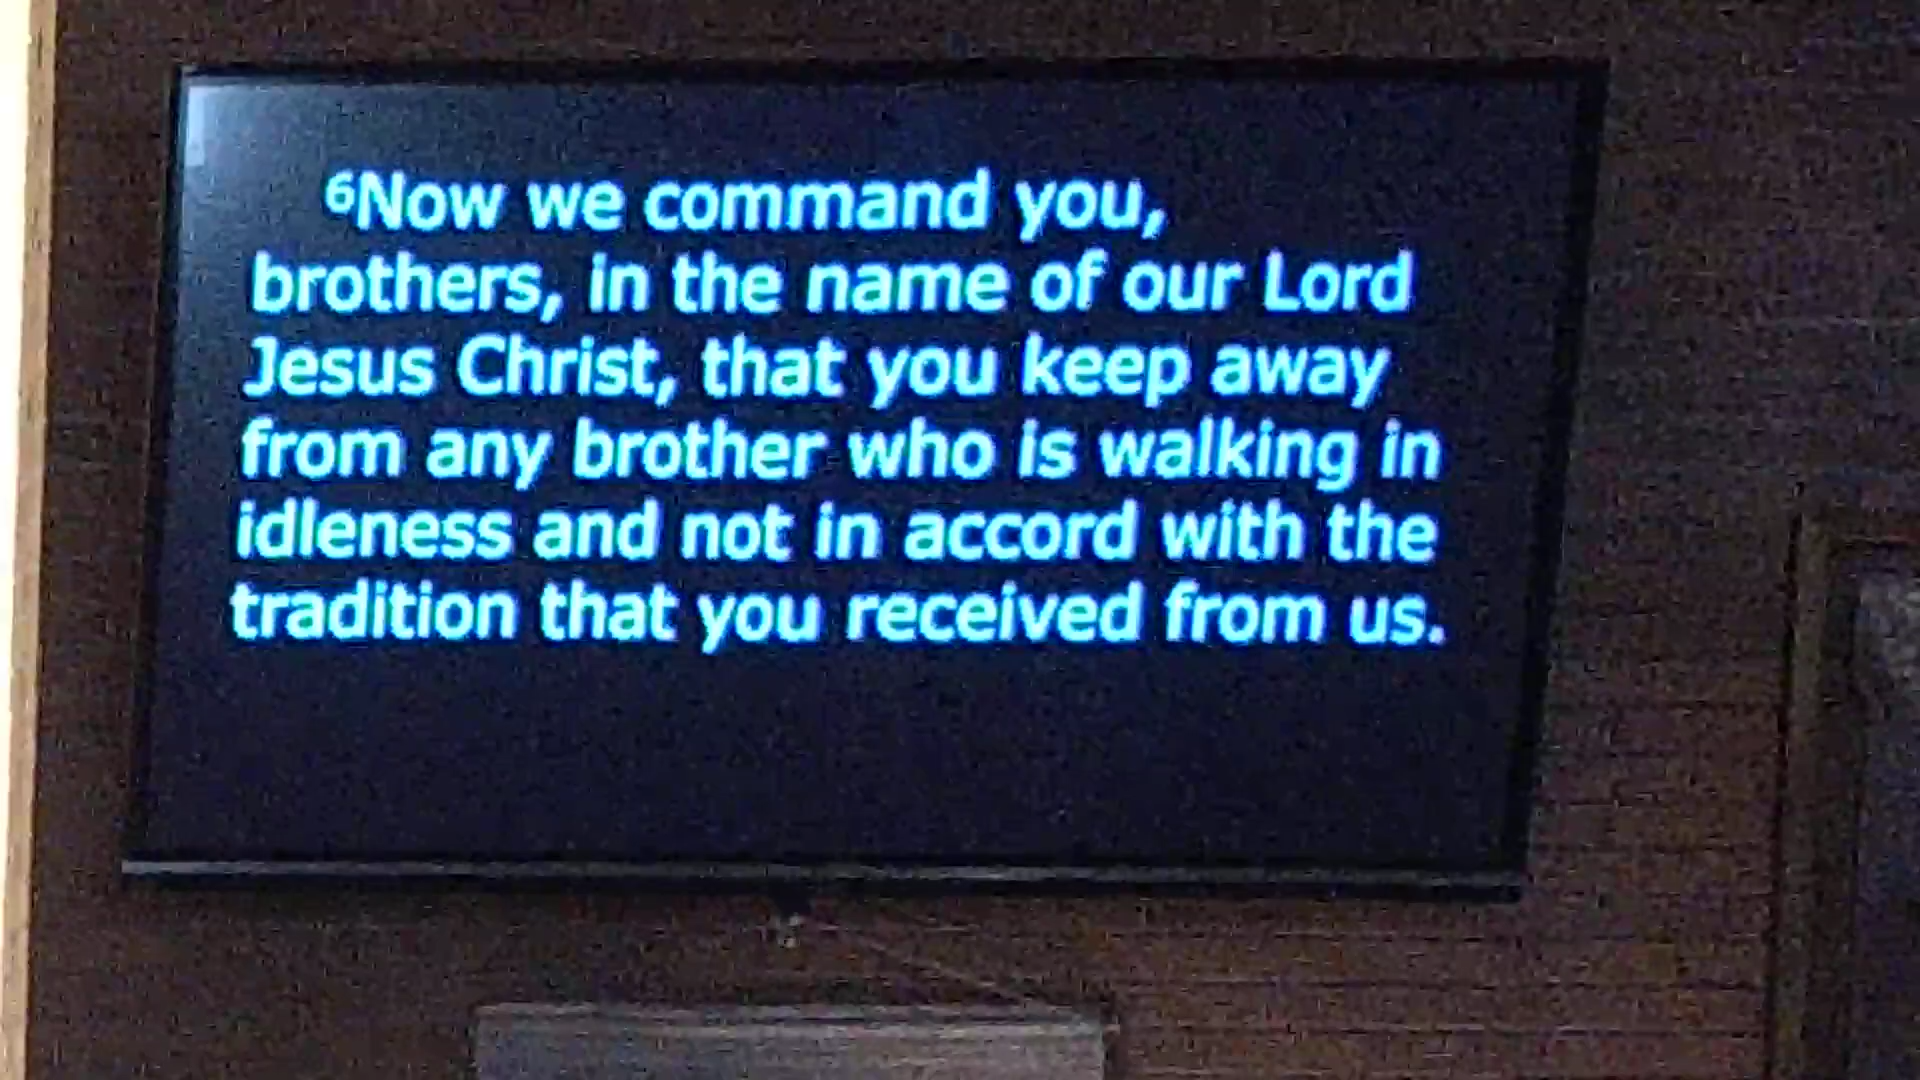 ⁶Now we command you,
brothers, in the name of our Lord
Jesus Christ, that you keep away
from any brother who is walking in
idleness and not in accord with the
tradition that you received from us.